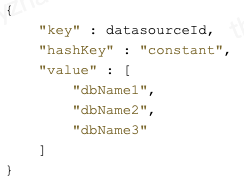 {
"key" : datasourceId,
"hashKey" : "constant",
"value" : [
"dbName1",
"dbName2",
"dbName3"
]
}